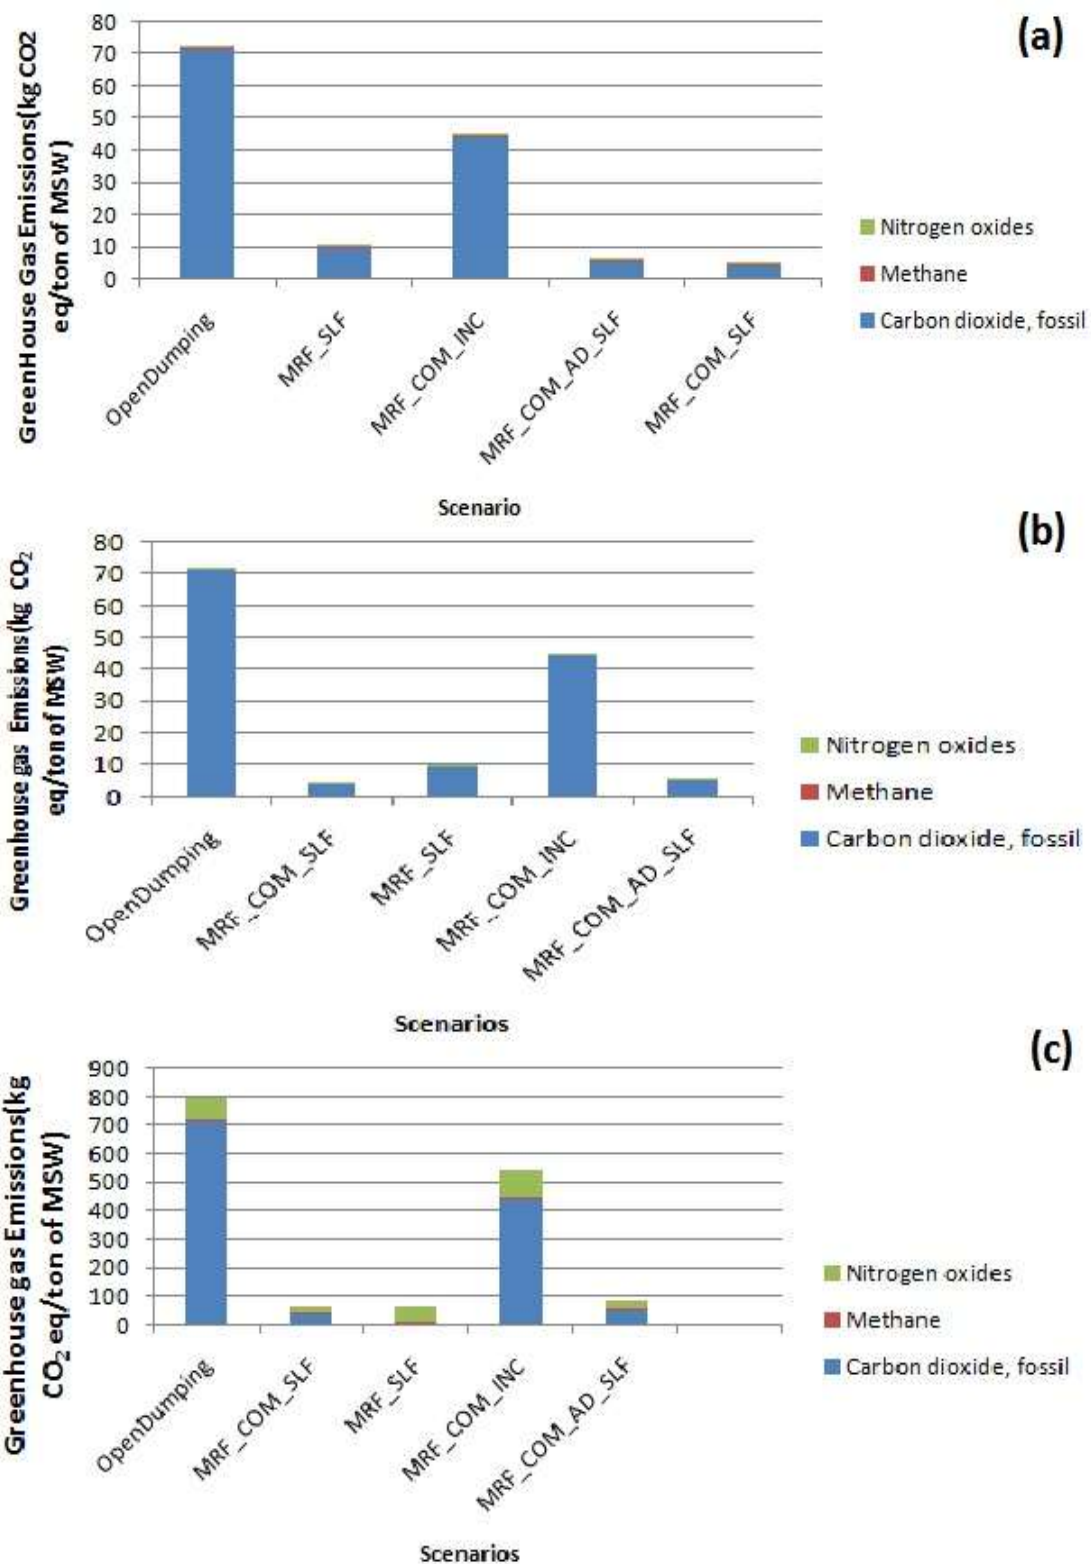 (a)
GreenHouse Gas Emissions(kg CO2
eq/ton of MSW)
80
70
60
50
40
30
20
10
0
OpenDumping
MRF_SLF
MRF_COM_INC
MRF_COM_AD_SLF
MRF_COM_SLF
Scenario
Nitrogen oxides
Methane
Carbon dioxide, fossil
(b)
Greenhouse gas Emissions(kg CO₂
eq/ton of MSW)
80
70
60
50
40
30
20
10
0
OpenDumping
MRF_COM_SLF
MRF_SLF
MRF_COM_INC
MRF_COM_AD_SLF
Scenarios
Nitrogen oxides
Methane
Carbon dioxide, fossil
(c)
Greenhouse gas Emissions(kg
CO₂ eq/ton of MSW)
900
800
700
600
500
400
300
200
100
0
OpenDumping
MRF_COM_SLF
MRF_SLF
MRF_COM_INC
MRF_COM_AD_SLF
Scenarios
Nitrogen oxides
Methane
Carbon dioxide, fossil